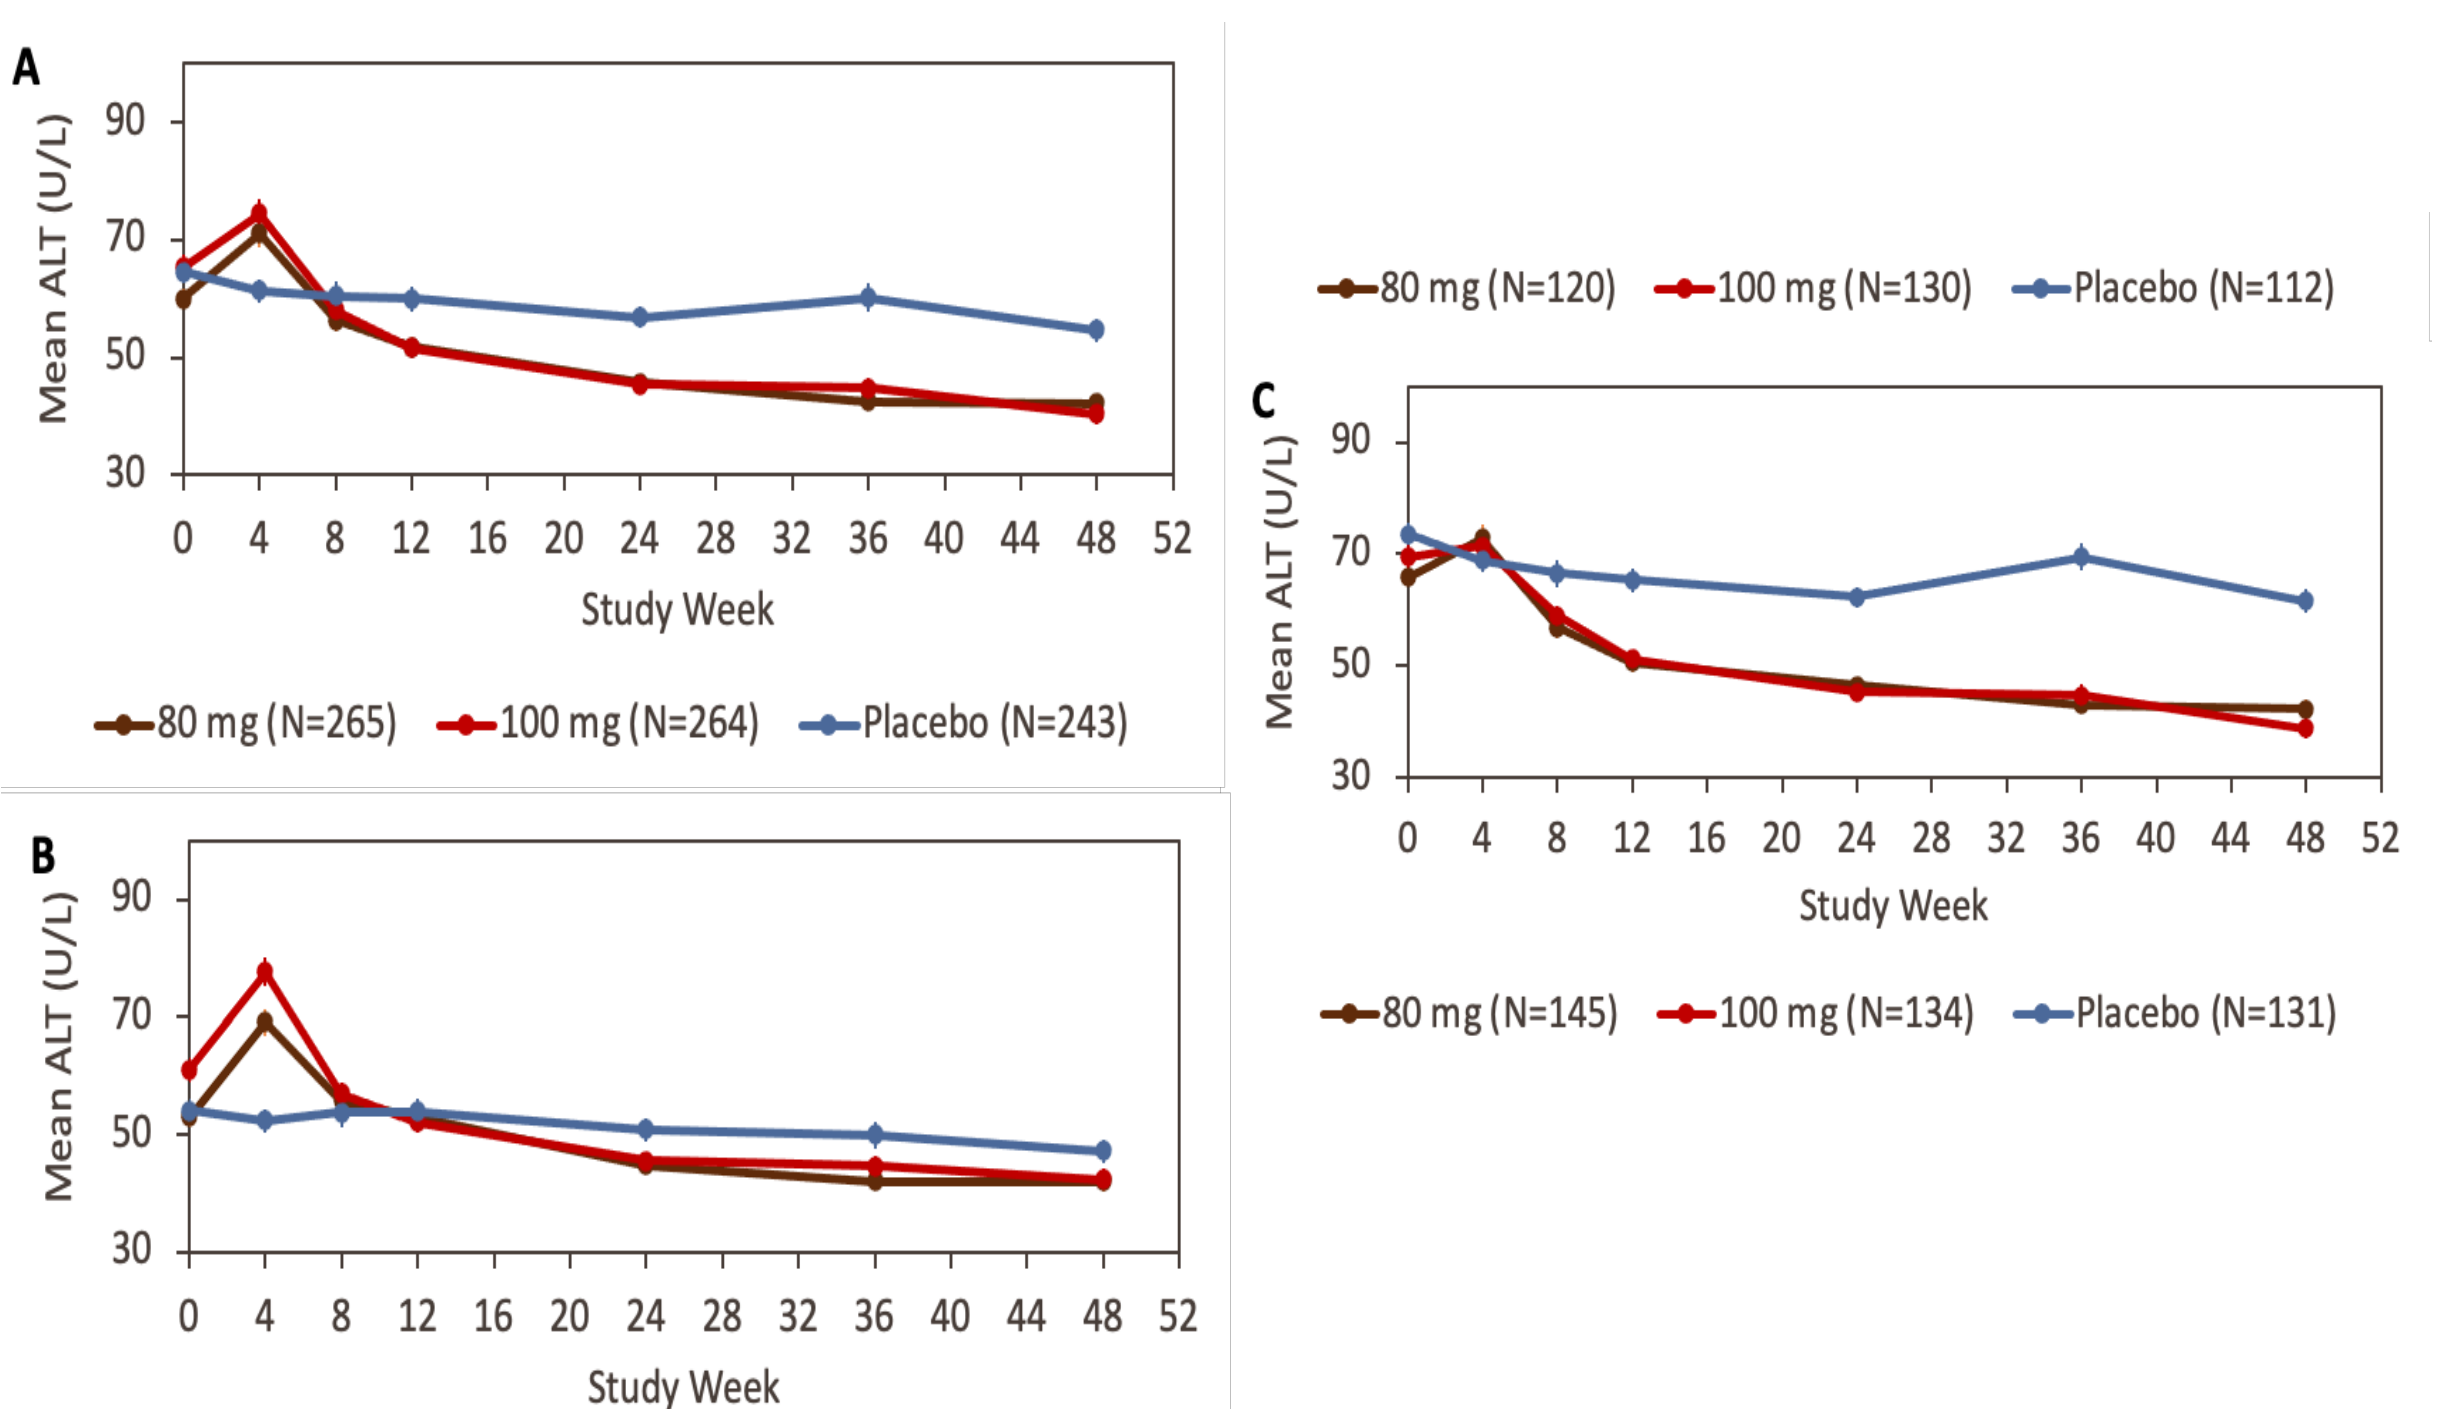 A
Mean ALT (U/L)
90
70
50
30
0 4 8 12 16 20 24 28 32 36 40 44 48 52
Study Week
80 mg (N=265) 100 mg (N=264) Placebo (N=243)
B
Mean ALT (U/L)
90
70
50
30
0 4 8 12 16 20 24 28 32 36 40 44 48 52
Study Week
80 mg (N=120) 100 mg (N=130) Placebo (N=112)
C
Mean ALT (U/L)
90
70
50
30
0 4 8 12 16 20 24 28 32 36 40 44 48 52
Study Week
80 mg (N=145) 100 mg (N=134) Placebo (N=131)